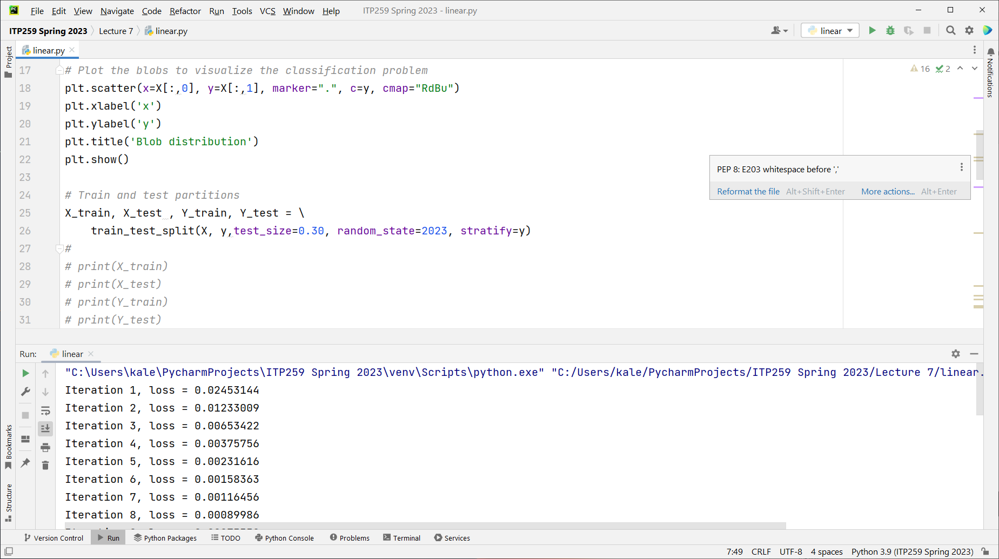 PC File Edit View Navigate Code Refactor Run Tools VCS Window Help ITP259 Spring 2023 - linear.py
ITP259 Spring 2023 Lecture 7 linear.py linear
Project
linear.py
Notifications
16 2
17 # Plot the blobs to visualize the classification problem
18 plt.scatter(x=X[:,0], y=X[:,1], marker=".", c=y, cmap="RdBu")
19 plt.xlabel('x')
20 plt.ylabel('y')
21 plt.title('Blob distribution')
22 plt.show()
23
24 # Train and test partitions
25 X_train, X_test , Y_train, Y_test = \
26 train_test_split(X, y,test_size=0.30, random_state=2023, stratify=y)
27 #
28 # print(X_train)
29 # print(X_test)
30 # print(Y_train)
31 # print(Y_test)
PEP 8: E203 whitespace before ','
Reformat the file Alt+Shift+Enter More actions... Alt+Enter
Run: linear
"C:\Users\kale\PycharmProjects\ITP259 Spring 2023\venv\Scripts\python.exe" "C:/Users/kale/PycharmProjects/ITP259 Spring 2023/Lecture 7/linear.
Iteration 1, loss = 0.02453144
Iteration 2, loss = 0.01233009
Iteration 3, loss = 0.00653422
Iteration 4, loss = 0.00375756
Iteration 5, loss = 0.00231616
Iteration 6, loss = 0.00158363
Iteration 7, loss = 0.00116456
Iteration 8, loss = 0.00089986
Bookmarks
Structure
Version Control Run Python Packages TODO Python Console Problems Terminal Services
7:49 CRLF UTF-8 4 spaces Python 3.9 (ITP259 Spring 2023)